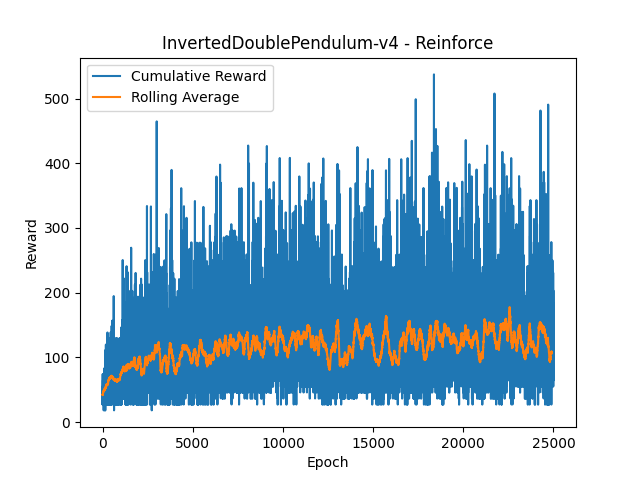 InvertedDoublePendulum-v4 - Reinforce
Cumulative Reward
Rolling Average
Reward
500
400
300
200
100
0
0 5000 10000 15000 20000 25000
Epoch